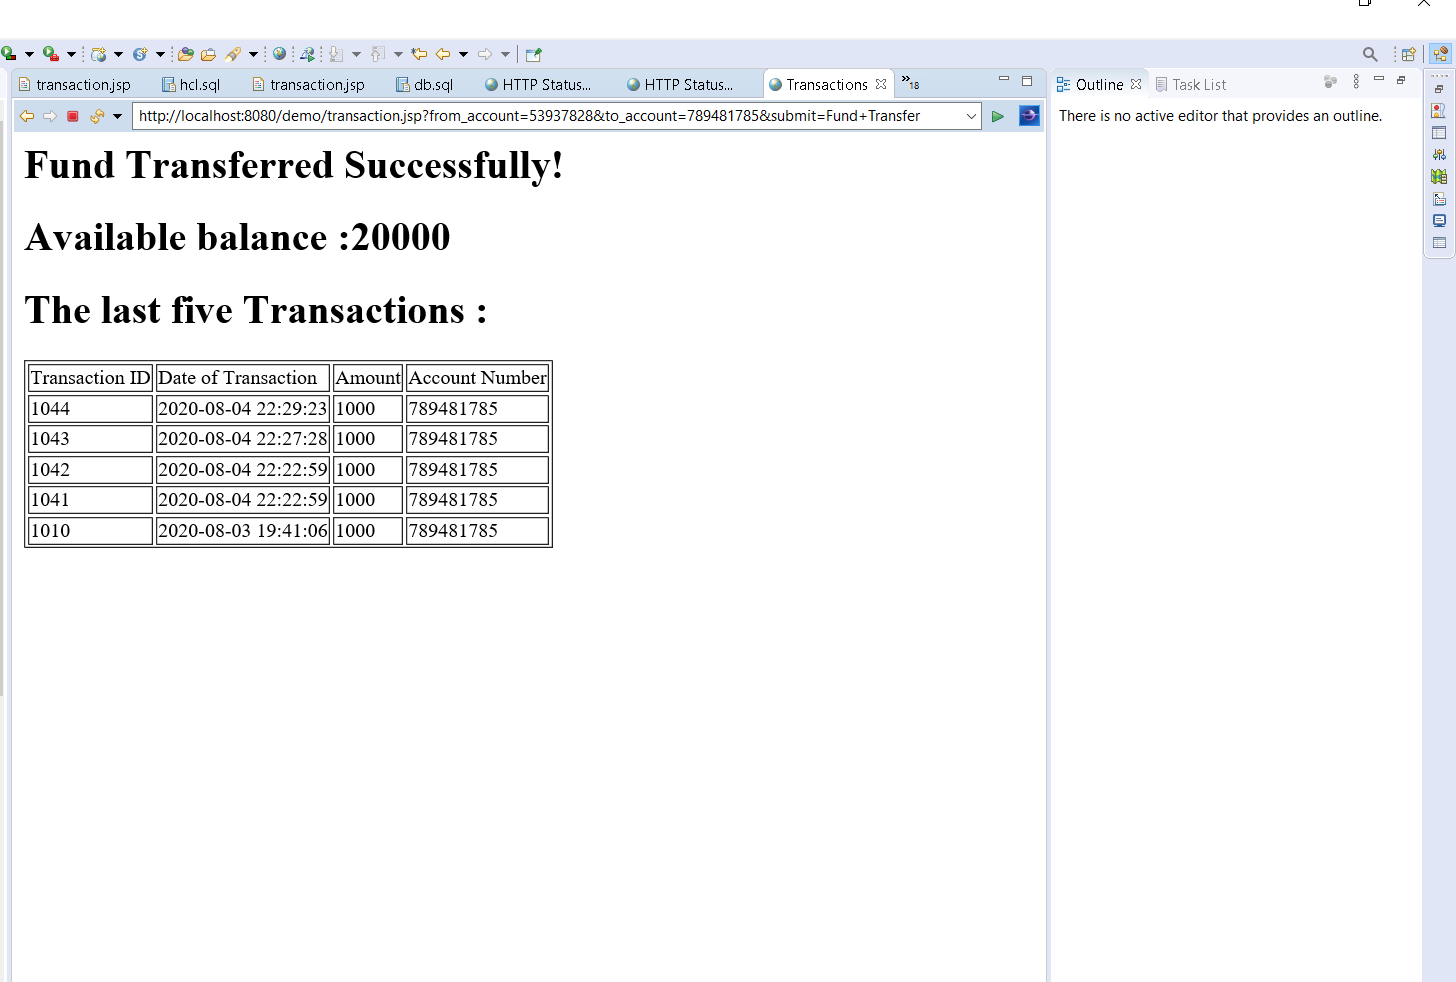 transaction.jsp hcl.sql transaction.jsp db.sql HTTP Status... HTTP Status... Transactions »18
Outline Task List
http://localhost:8080/demo/transaction.jsp?from_account=53937828&to_account=789481785&submit=Fund+Transfer
There is no active editor that provides an outline.
Fund Transferred Successfully!
Available balance :20000
The last five Transactions :
Transaction ID Date of Transaction Amount Account Number
1044 2020-08-04 22:29:23 1000 789481785
1043 2020-08-04 22:27:28 1000 789481785
1042 2020-08-04 22:22:59 1000 789481785
1041 2020-08-04 22:22:59 1000 789481785
1010 2020-08-03 19:41:06 1000 789481785